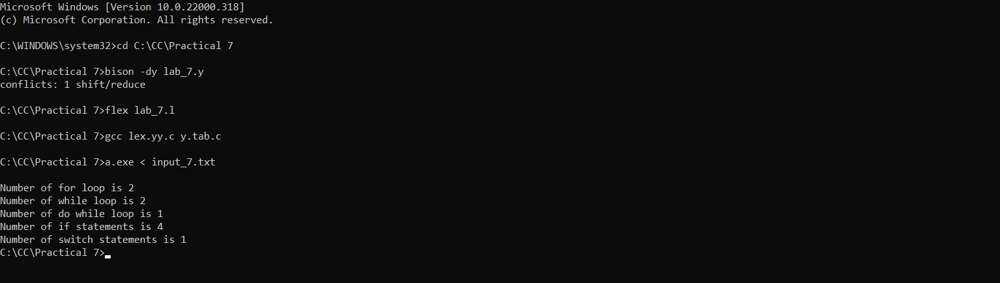 Microsoft Windows [Version 10.0.22000.318]
(c) Microsoft Corporation. All rights reserved.
C:\WINDOWS\system32>cd C:\CC\Practical 7
C:\CC\Practical 7>bison -dy lab_7.y
conflicts: 1 shift/reduce
C:\CC\Practical 7>flex lab_7.l
C:\CC\Practical 7>gcc lex.yy.c y.tab.c
C:\CC\Practical 7>a.exe < input_7.txt
Number of for loop is 2
Number of while loop is 2
Number of do while loop is 1
Number of if statements is 4
Number of switch statements is 1
C:\CC\Practical 7>